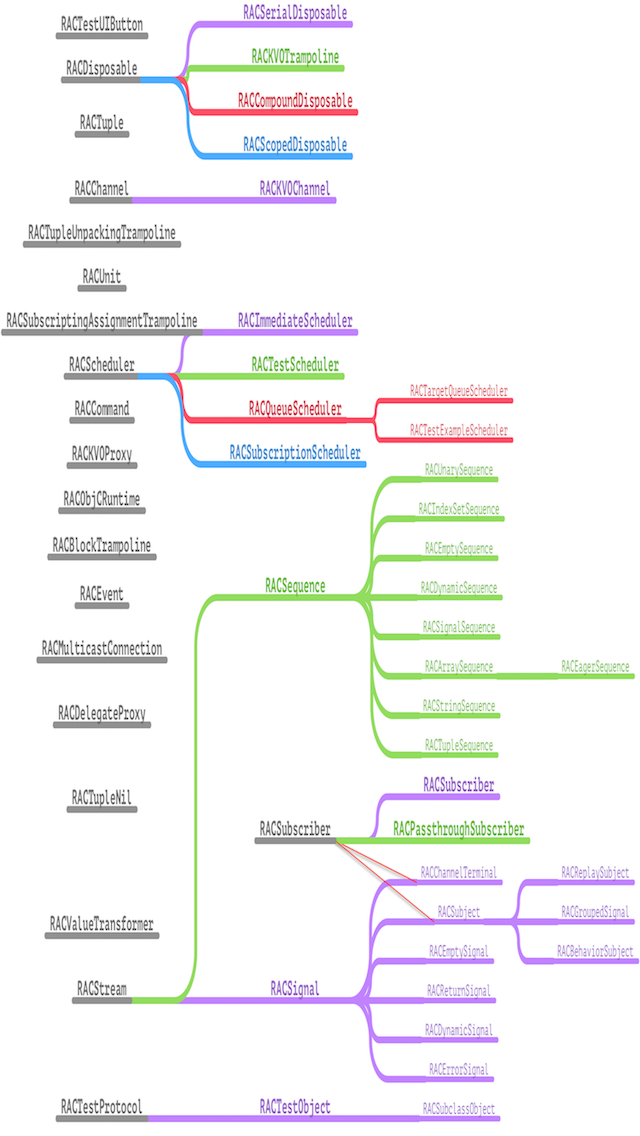 RACSerialDisposable
RACTestUIButton
RACKVOTrampoline
RACDisposable
RACCompoundDisposable
RACTuple
RACScopedDisposable
RACChannel
RACKVOChannel
RACTupleUnpackingTrampoline
RACUnit
RACSubscriptingAssignmentTrampoline
RACImmediateScheduler
RACScheduler
RACTestScheduler
RACTargetQueueScheduler
RACCommand
RACQueueScheduler
RACTestExampleScheduler
RACKVOProxy
RACSubscriptionScheduler
RACUnarySequence
RACObjCRuntime
RACIndexSetSequence
RACBlockTrampoline
RACEmptySequence
RACEvent
RACSequence
RACDynamicSequence
RACSignalSequence
RACMulticastConnection
RACArraySequence
RACEagerSequence
RACStringSequence
RACDelegateProxy
RACTupleSequence
RACSubscriber
RACTupleNil
RACSubscriber
RACPassthroughSubscriber
RACChannelTerminal
RACReplaySubject
RACSubject
RACGroupedSignal
RACValueTransformer
RACEmptySignal
RACBehaviorSubject
RACStream
RACSignal
RACReturnSignal
RACDynamicSignal
RACErrorSignal
RACTestProtocol
RACTestObject
RACSubclassObject